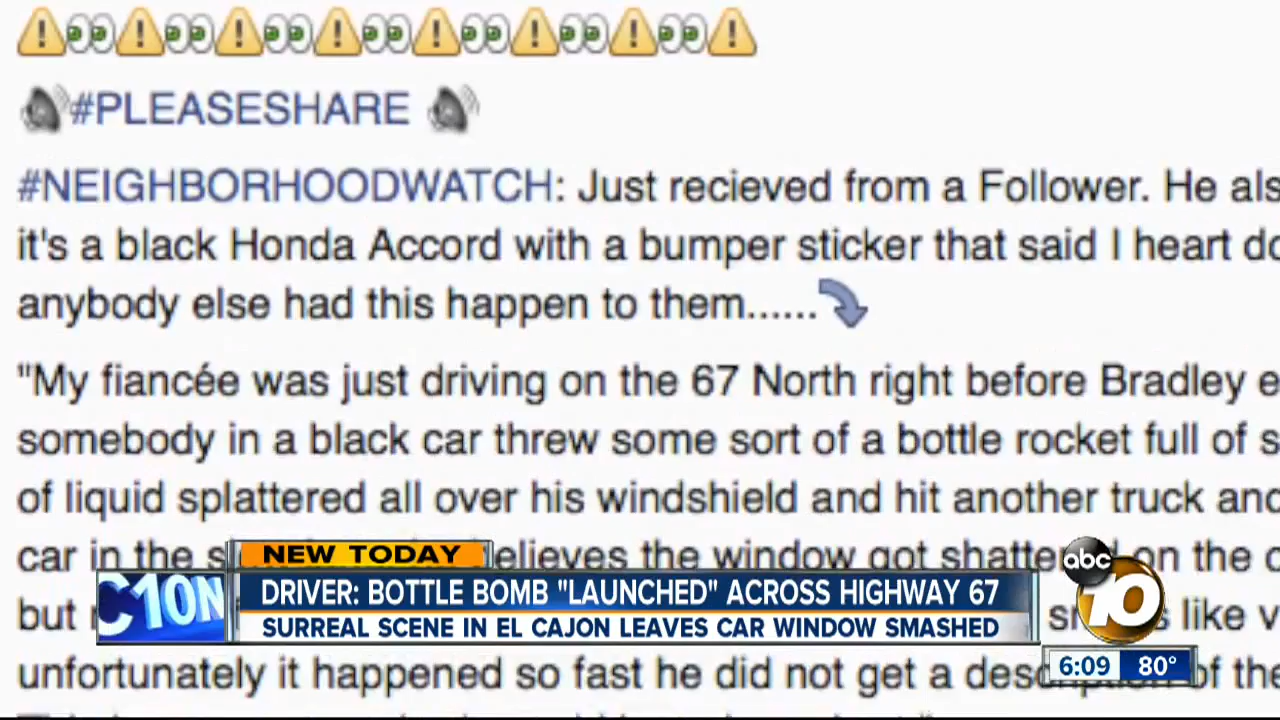 #PLEASESHARE
#NEIGHBORHOODWATCH: Just recieved from a Follower. He als
it's a black Honda Accord with a bumper sticker that said I heart do
anybody else had this happen to them......
"My fiancée was just driving on the 67 North right before Bradley e
somebody in a black car threw some sort of a bottle rocket full of s
of liquid splattered all over his windshield and hit another truck and
car in the s elieves the window got shatte on the c
but like v
unfortunately it happened so fast he did not get a description of the
NEW TODAY
C10N
DRIVER: BOTTLE BOMB "LAUNCHED" ACROSS HIGHWAY 67
SURREAL SCENE IN EL CAJON LEAVES CAR WINDOW SMASHED
abc
10
6:09 80°